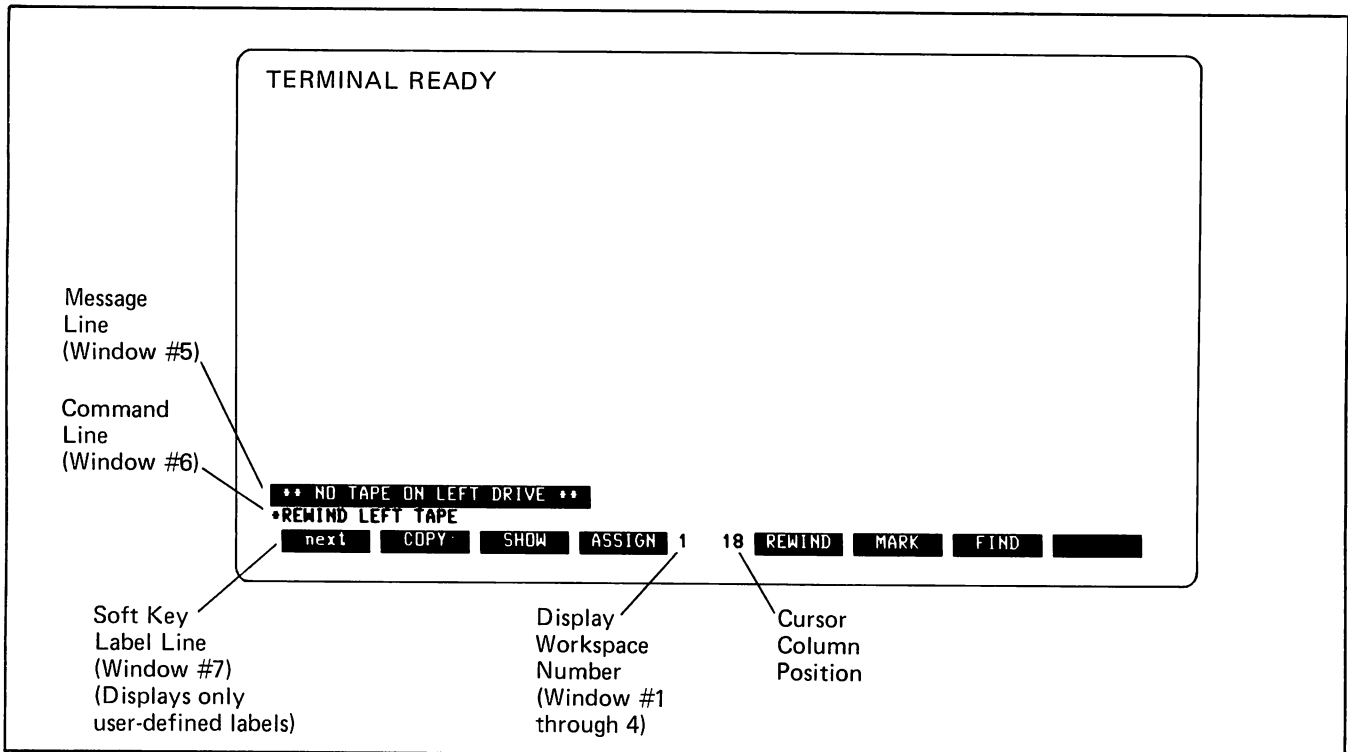 TERMINAL READY
Message
Line
(Window #5)
Command
Line
(Window #6)
** NO TAPE ON LEFT DRIVE **
*REWIND LEFT TAPE
next COPY SHOW ASSIGN 1 18 REWIND MARK FIND
Soft Key
Label Line
(Window #7)
(Displays only
user-defined labels)
Display
Workspace
Number
(Window #1
through 4)
Cursor
Column
Position